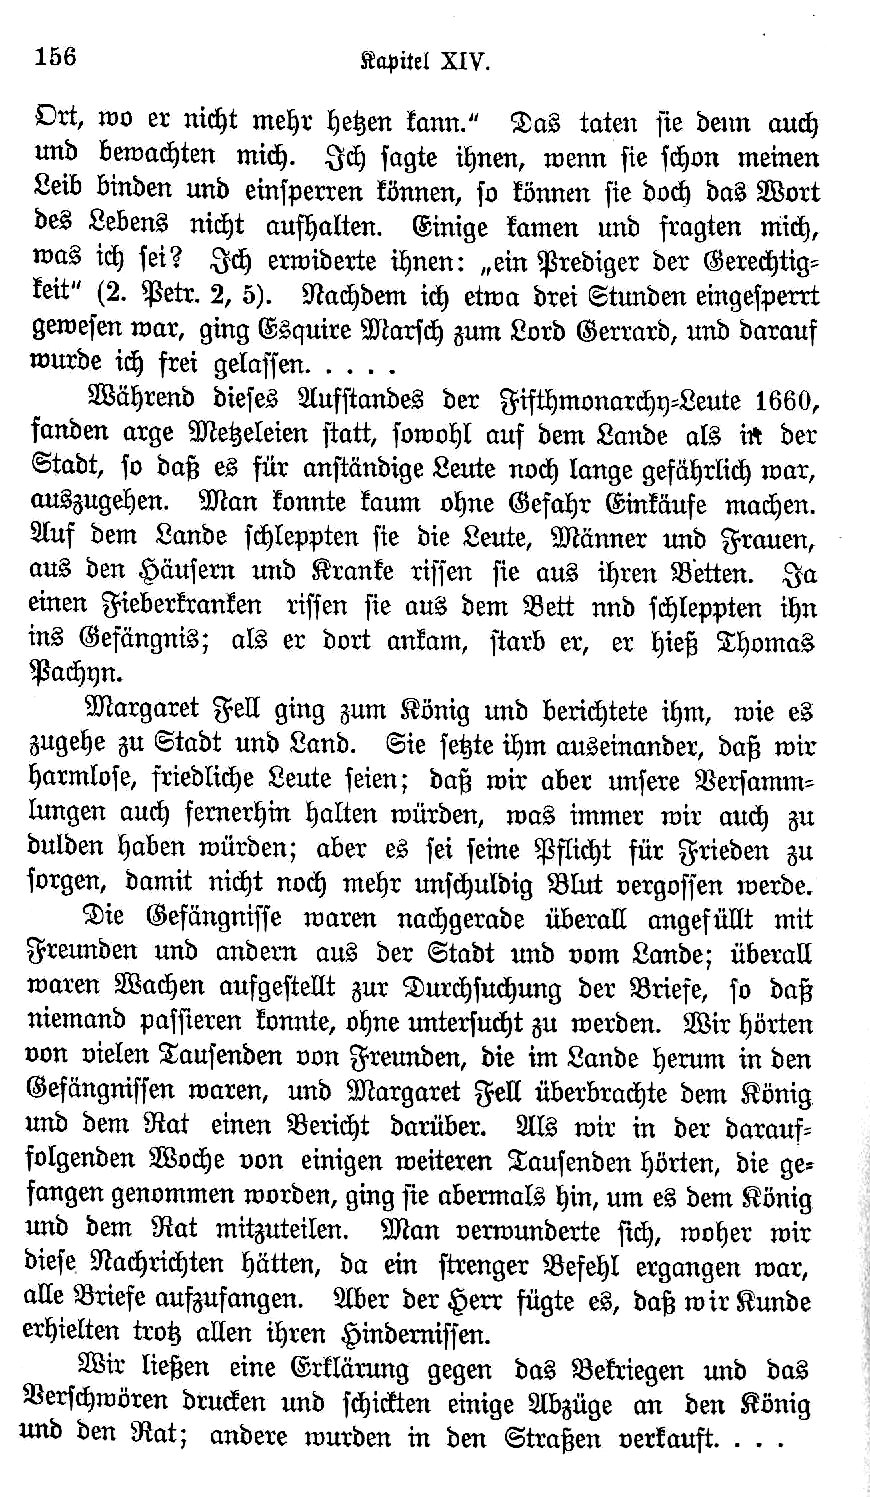 156
Kapitel XIV.
Ort, wo er nicht mehr hetzen kann.“ Das taten sie denn auch
und bewachten mich. Ich sagte ihnen, wenn sie schon meinen
Leib binden und einsperren können, so können sie doch das Wort
des Lebens nicht aufhalten. Einige kamen und fragten mich,
was ich sei? Ich erwiderte ihnen: „ein Prediger der Gerechtig-
keit“ (2. Petr. 2, 5). Nachdem ich etwa drei Stunden eingesperrt
gewesen war, ging Esquire Marsch zum Lord Gerrard, und darauf
wurde ich frei gelassen. . . . .
Während dieses Aufstandes der Fifthmonarchy-Leute 1660,
fanden arge Metzeleien statt, sowohl auf dem Lande als in der
Stadt, so daß es für anständige Leute noch lange gefährlich war,
auszugehen. Man konnte kaum ohne Gefahr Einkäufe machen.
Auf dem Lande schleppten sie die Leute, Männer und Frauen,
aus den Häusern und Kranke rissen sie aus ihren Betten. Ja
einen Fieberkranken rissen sie aus dem Bett nnd schleppten ihn
ins Gefängnis; als er dort ankam, starb er, er hieß Thomas
Pachyn.
Margaret Fell ging zum König und berichtete ihm, wie es
zugehe zu Stadt und Land. Sie setzte ihm auseinander, daß wir
harmlose, friedliche Leute seien; daß wir aber unsere Versamm-
lungen auch fernerhin halten würden, was immer wir auch zu
dulden haben würden; aber es sei seine Pflicht für Frieden zu
sorgen, damit nicht noch mehr unschuldig Blut vergossen werde.
Die Gefängnisse waren nachgerade überall angefüllt mit
Freunden und andern aus der Stadt und vom Lande; überall
waren Wachen aufgestellt zur Durchsuchung der Briefe, so daß
niemand passieren konnte, ohne untersucht zu werden. Wir hörten
von vielen Tausenden von Freunden, die im Lande herum in den
Gefängnissen waren, und Margaret Fell überbrachte dem König
und dem Rat einen Bericht darüber. Als wir in der darauf-
folgenden Woche von einigen weiteren Tausenden hörten, die ge-
fangen genommen worden, ging sie abermals hin, um es dem König
und dem Rat mitzuteilen. Man verwunderte sich, woher wir
diese Nachrichten hätten, da ein strenger Befehl ergangen war,
alle Briefe aufzufangen. Aber der Herr fügte es, daß wir Kunde
erhielten trotz allen ihren Hindernissen.
Wir ließen eine Erklärung gegen das Bekriegen und das
Verschwören drucken und schickten einige Abzüge an den König
und den Rat; andere wurden in den Straßen verkauft. . . .